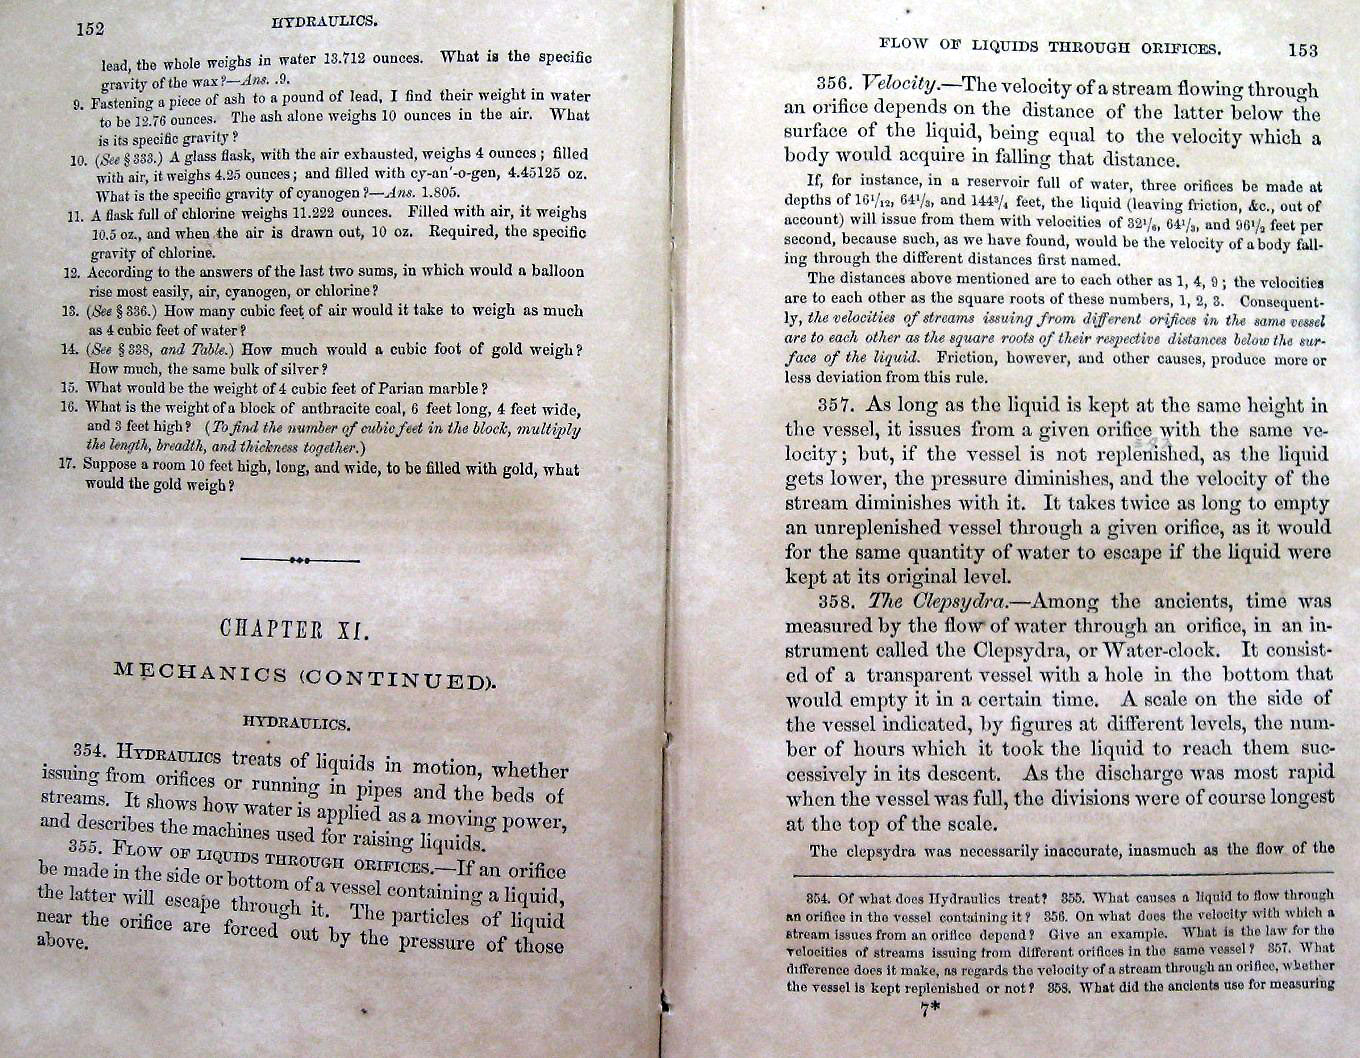 152
HYDRAULICS.
lead, the whole weighs in water 13.712 ounces. What is the specific
gravity of the wax?—Ans. .9.
9. Fastening a piece of ash to a pound of lead, I find their weight in water
to be 12.76 ounces. The ash alone weighs 10 ounces in the air. What
is its specific gravity?
10. (See § 333.) A glass flask, with the air exhausted, weighs 4 ounces; filled
with air, it weighs 4.25 ounces; and filled with cy-an'-o-gen, 4.45125 oz.
What is the specific gravity of cyanogen?—Ans. 1.805.
11. A flask full of chlorine weighs 11.222 ounces. Filled with air, it weighs
10.5 oz., and when the air is drawn out, 10 oz. Required, the specific
gravity of chlorine.
12. According to the answers of the last two sums, in which would a balloon
rise most easily, air, cyanogen, or chlorine?
13. (See § 336.) How many cubic feet of air would it take to weigh as much
as 4 cubic feet of water?
14. (See § 338, and Table.) How much would a cubic foot of gold weigh?
How much, the same bulk of silver?
15. What would be the weight of 4 cubic feet of Parian marble?
16. What is the weight of a block of anthracite coal, 6 feet long, 4 feet wide,
and 3 feet high? (To find the number of cubic feet in the block, multiply
the length, breadth, and thickness together.)
17. Suppose a room 10 feet high, long, and wide, to be filled with gold, what
would the gold weigh?
CHAPTER XI.
MECHANICS (CONTINUED).
HYDRAULICS.
354. HYDRAULICS treats of liquids in motion, whether
issuing from orifices or running in pipes and the beds of
streams. It shows how water is applied as a moving power,
and describes the machines used for raising liquids.
355. FLOW OF LIQUIDS THROUGH ORIFICES.—If an orifice
be made in the side or bottom of a vessel containing a liquid,
the latter will escape through it. The particles of liquid
near the orifice are forced out by the pressure of those
above.
FLOW OF LIQUIDS THROUGH ORIFICES. 153
356. Velocity.—The velocity of a stream flowing through
an orifice depends on the distance of the latter below the
surface of the liquid, being equal to the velocity which a
body would acquire in falling that distance.
If, for instance, in a reservoir full of water, three orifices be made at
depths of 16 1/12, 64 1/3, and 144 3/4 feet, the liquid (leaving friction, &c., out of
account) will issue from them with velocities of 32 1/6, 64 1/3, and 96 1/2 feet per
second, because such, as we have found, would be the velocity of a body fall-
ing through the different distances first named.
The distances above mentioned are to each other as 1, 4, 9; the velocities
are to each other as the square roots of these numbers, 1, 2, 3. Consequent-
ly, the velocities of streams issuing from different orifices in the same vessel
are to each other as the square roots of their respective distances below the sur-
face of the liquid. Friction, however, and other causes, produce more or
less deviation from this rule.
357. As long as the liquid is kept at the same height in
the vessel, it issues from a given orifice with the same ve-
locity; but, if the vessel is not replenished, as the liquid
gets lower, the pressure diminishes, and the velocity of the
stream diminishes with it. It takes twice as long to empty
an unreplenished vessel through a given orifice, as it would
for the same quantity of water to escape if the liquid were
kept at its original level.
358. The Clepsydra.—Among the ancients, time was
measured by the flow of water through an orifice, in an in-
strument called the Clepsydra, or Water-clock. It consist-
ed of a transparent vessel with a hole in the bottom that
would empty it in a certain time. A scale on the side of
the vessel indicated, by figures at different levels, the num-
ber of hours which it took the liquid to reach them suc-
cessively in its descent. As the discharge was most rapid
when the vessel was full, the divisions were of course longest
at the top of the scale.
The clepsydra was necessarily inaccurate, inasmuch as the flow of the
354. Of what does Hydraulics treat? 355. What causes a liquid to flow through
an orifice in the vessel containing it? 356. On what does the velocity with which a
stream issues from an orifice depend? Give an example. What is the law for the
velocities of streams issuing from different orifices in the same vessel? 357. What
difference does it make, as regards the velocity of a stream through an orifice, whether
the vessel is kept replenished or not? 358. What did the ancients use for measuring
7*